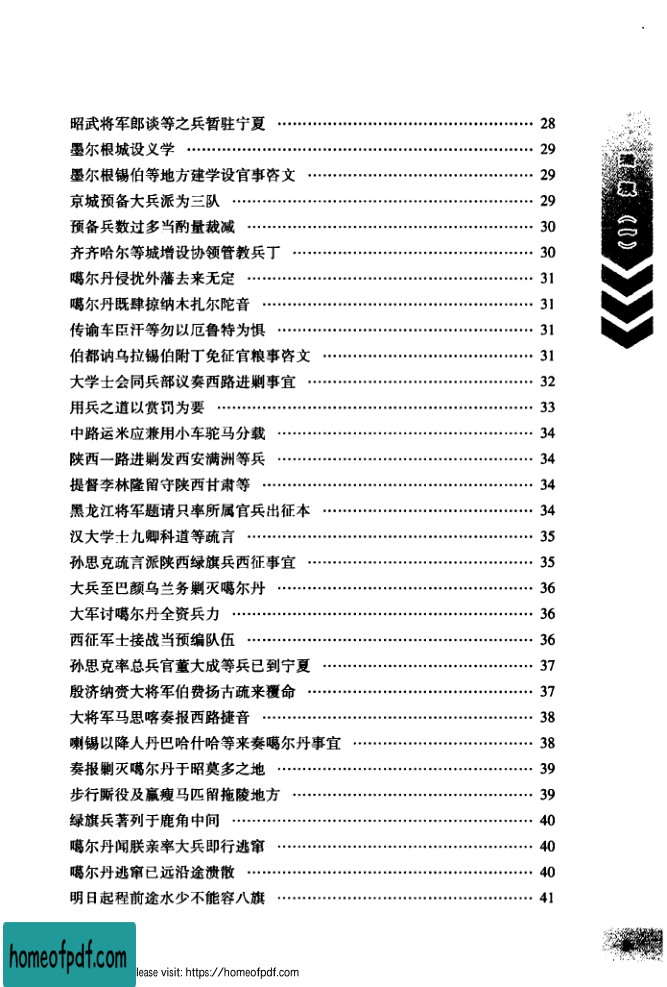 昭武将军郎谈等之兵暂驻宁夏 …… 28
墨尔根城设义学 …… 29
墨尔根锡伯等地方建学设官事咨文 …… 29
京城预备大兵派为三队 …… 29
预备兵数过多当酌量裁减 …… 30
齐齐哈尔等城增设协领管教兵丁 …… 30
噶尔丹侵扰外藩去来无定 …… 31
噶尔丹既肆掠纳木扎尔陀音 …… 31
传谕车臣汗等勿以厄鲁特为惧 …… 31
伯都讷乌拉锡伯附丁免征官粮事咨文 …… 31
大学士会同兵部议奏西路进剿事宜 …… 32
用兵之道以赏罚为要 …… 33
中路运米应兼用小车驼马分载 …… 34
陕西一路进剿发西安满洲等兵 …… 34
提督李林隆留守陕西甘肃等 …… 34
黑龙江将军题请只率所属官兵出征本 …… 34
汉大学士九卿科道等疏言 …… 35
孙思克疏言派陕西绿旗兵西征事宜 …… 35
大兵至巴颜乌兰务剿灭噶尔丹 …… 36
大军讨噶尔丹全资兵力 …… 36
西征军士接战当预编队伍 …… 36
孙思克率总兵官董大成等兵已到宁夏 …… 37
殷济纳赍大将军伯费扬古疏来覆命 …… 37
大将军马思喀奏报西路捷音 …… 38
喇锡以降人丹巴哈什哈等来奏噶尔丹事宜 …… 38
奏报剿灭噶尔丹于昭莫多之地 …… 39
步行厮役及羸瘦马匹留拖陵地方 …… 39
绿旗兵著列于鹿角中间 …… 40
噶尔丹闻朕亲率大兵即行逃窜 …… 40
噶尔丹逃窜已远沿途溃散 …… 40
明日起程前途水少不能容八旗 …… 41
homeofpdf.com
lease visit: https://homeofpdf.com